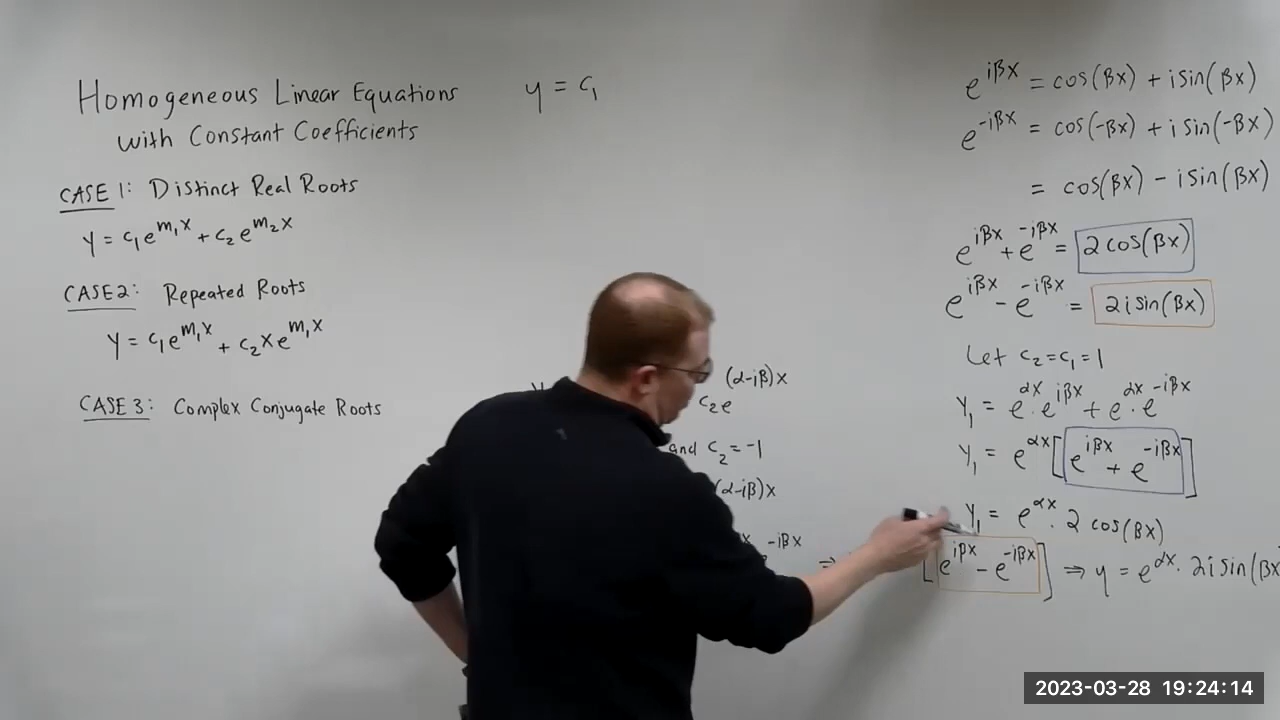 Homogeneous Linear Equations
with Constant Coefficients
CASE 1: Distinct Real Roots
y = c₁e^{m₁x} + c₂e^{m₂x}
CASE 2: Repeated Roots
y = c₁e^{m₁x} + c₂xe^{m₁x}
CASE 3: Complex Conjugate Roots
y = c₁
(α-iβ)x
c₂e
and c₂ = -1
(α-iβ)x
-iβx ⇒
e^{iβx} = cos(βx) + i sin(βx)
e^{-iβx} = cos(-βx) + i sin(-βx)
= cos(βx) - i sin(βx)
e^{iβx} + e^{-iβx} = 2 cos(βx)
e^{iβx} - e^{-iβx} = 2i sin(βx)
Let c₂ = c₁ = 1
y₁ = e^{αx}·e^{iβx} + e^{αx}·e^{-iβx}
y₁ = e^{αx}[e^{iβx} + e^{-iβx}]
y₁ = e^{αx}·2 cos(βx)
[e^{iβx} - e^{-iβx}] ⇒ y = e^{αx}·2i sin(βx
2023-03-28 19:24:14